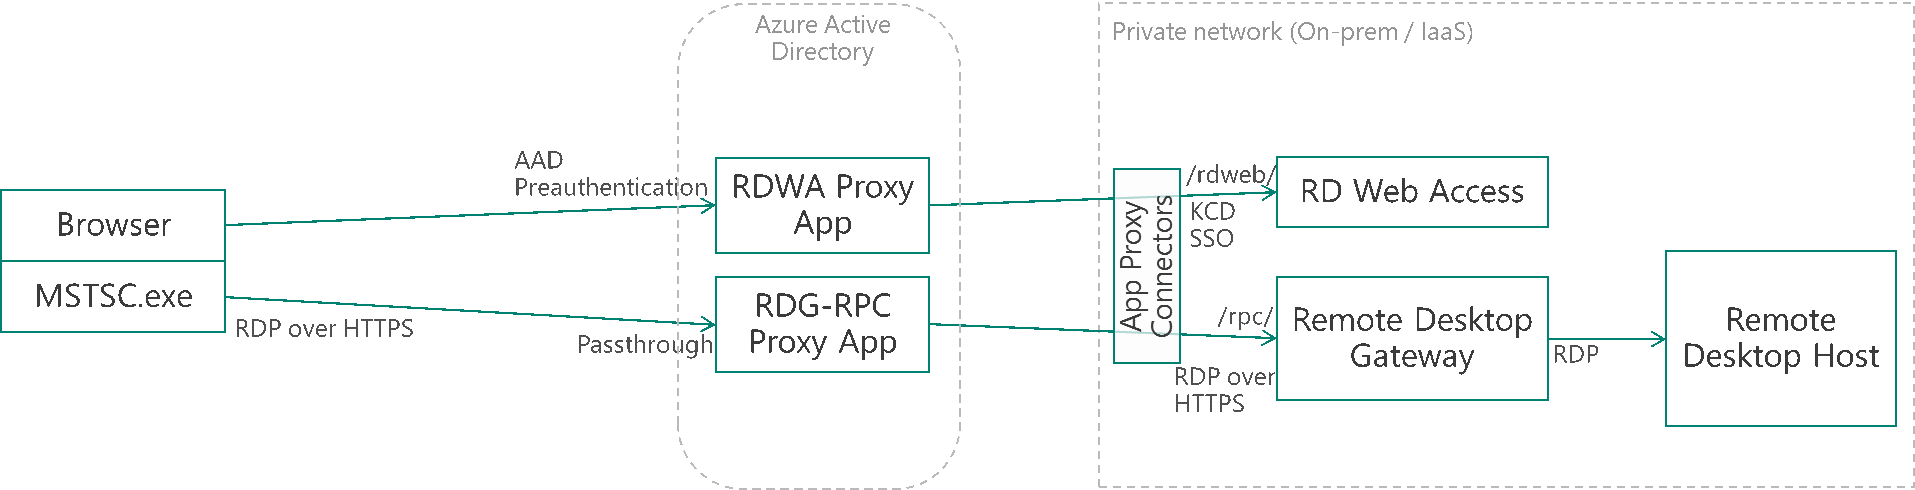 Azure Active
Directory
Private network (On-prem / IaaS)
Browser
MSTSC.exe
AAD
Preauthentication
RDP over HTTPS
Passthrough
RDWA Proxy
App
RDG-RPC
Proxy App
App Proxy
Connectors
/rdweb/
KCD
SSO
/rpc/
RDP over
HTTPS
RD Web Access
Remote Desktop
Gateway
RDP
Remote
Desktop Host